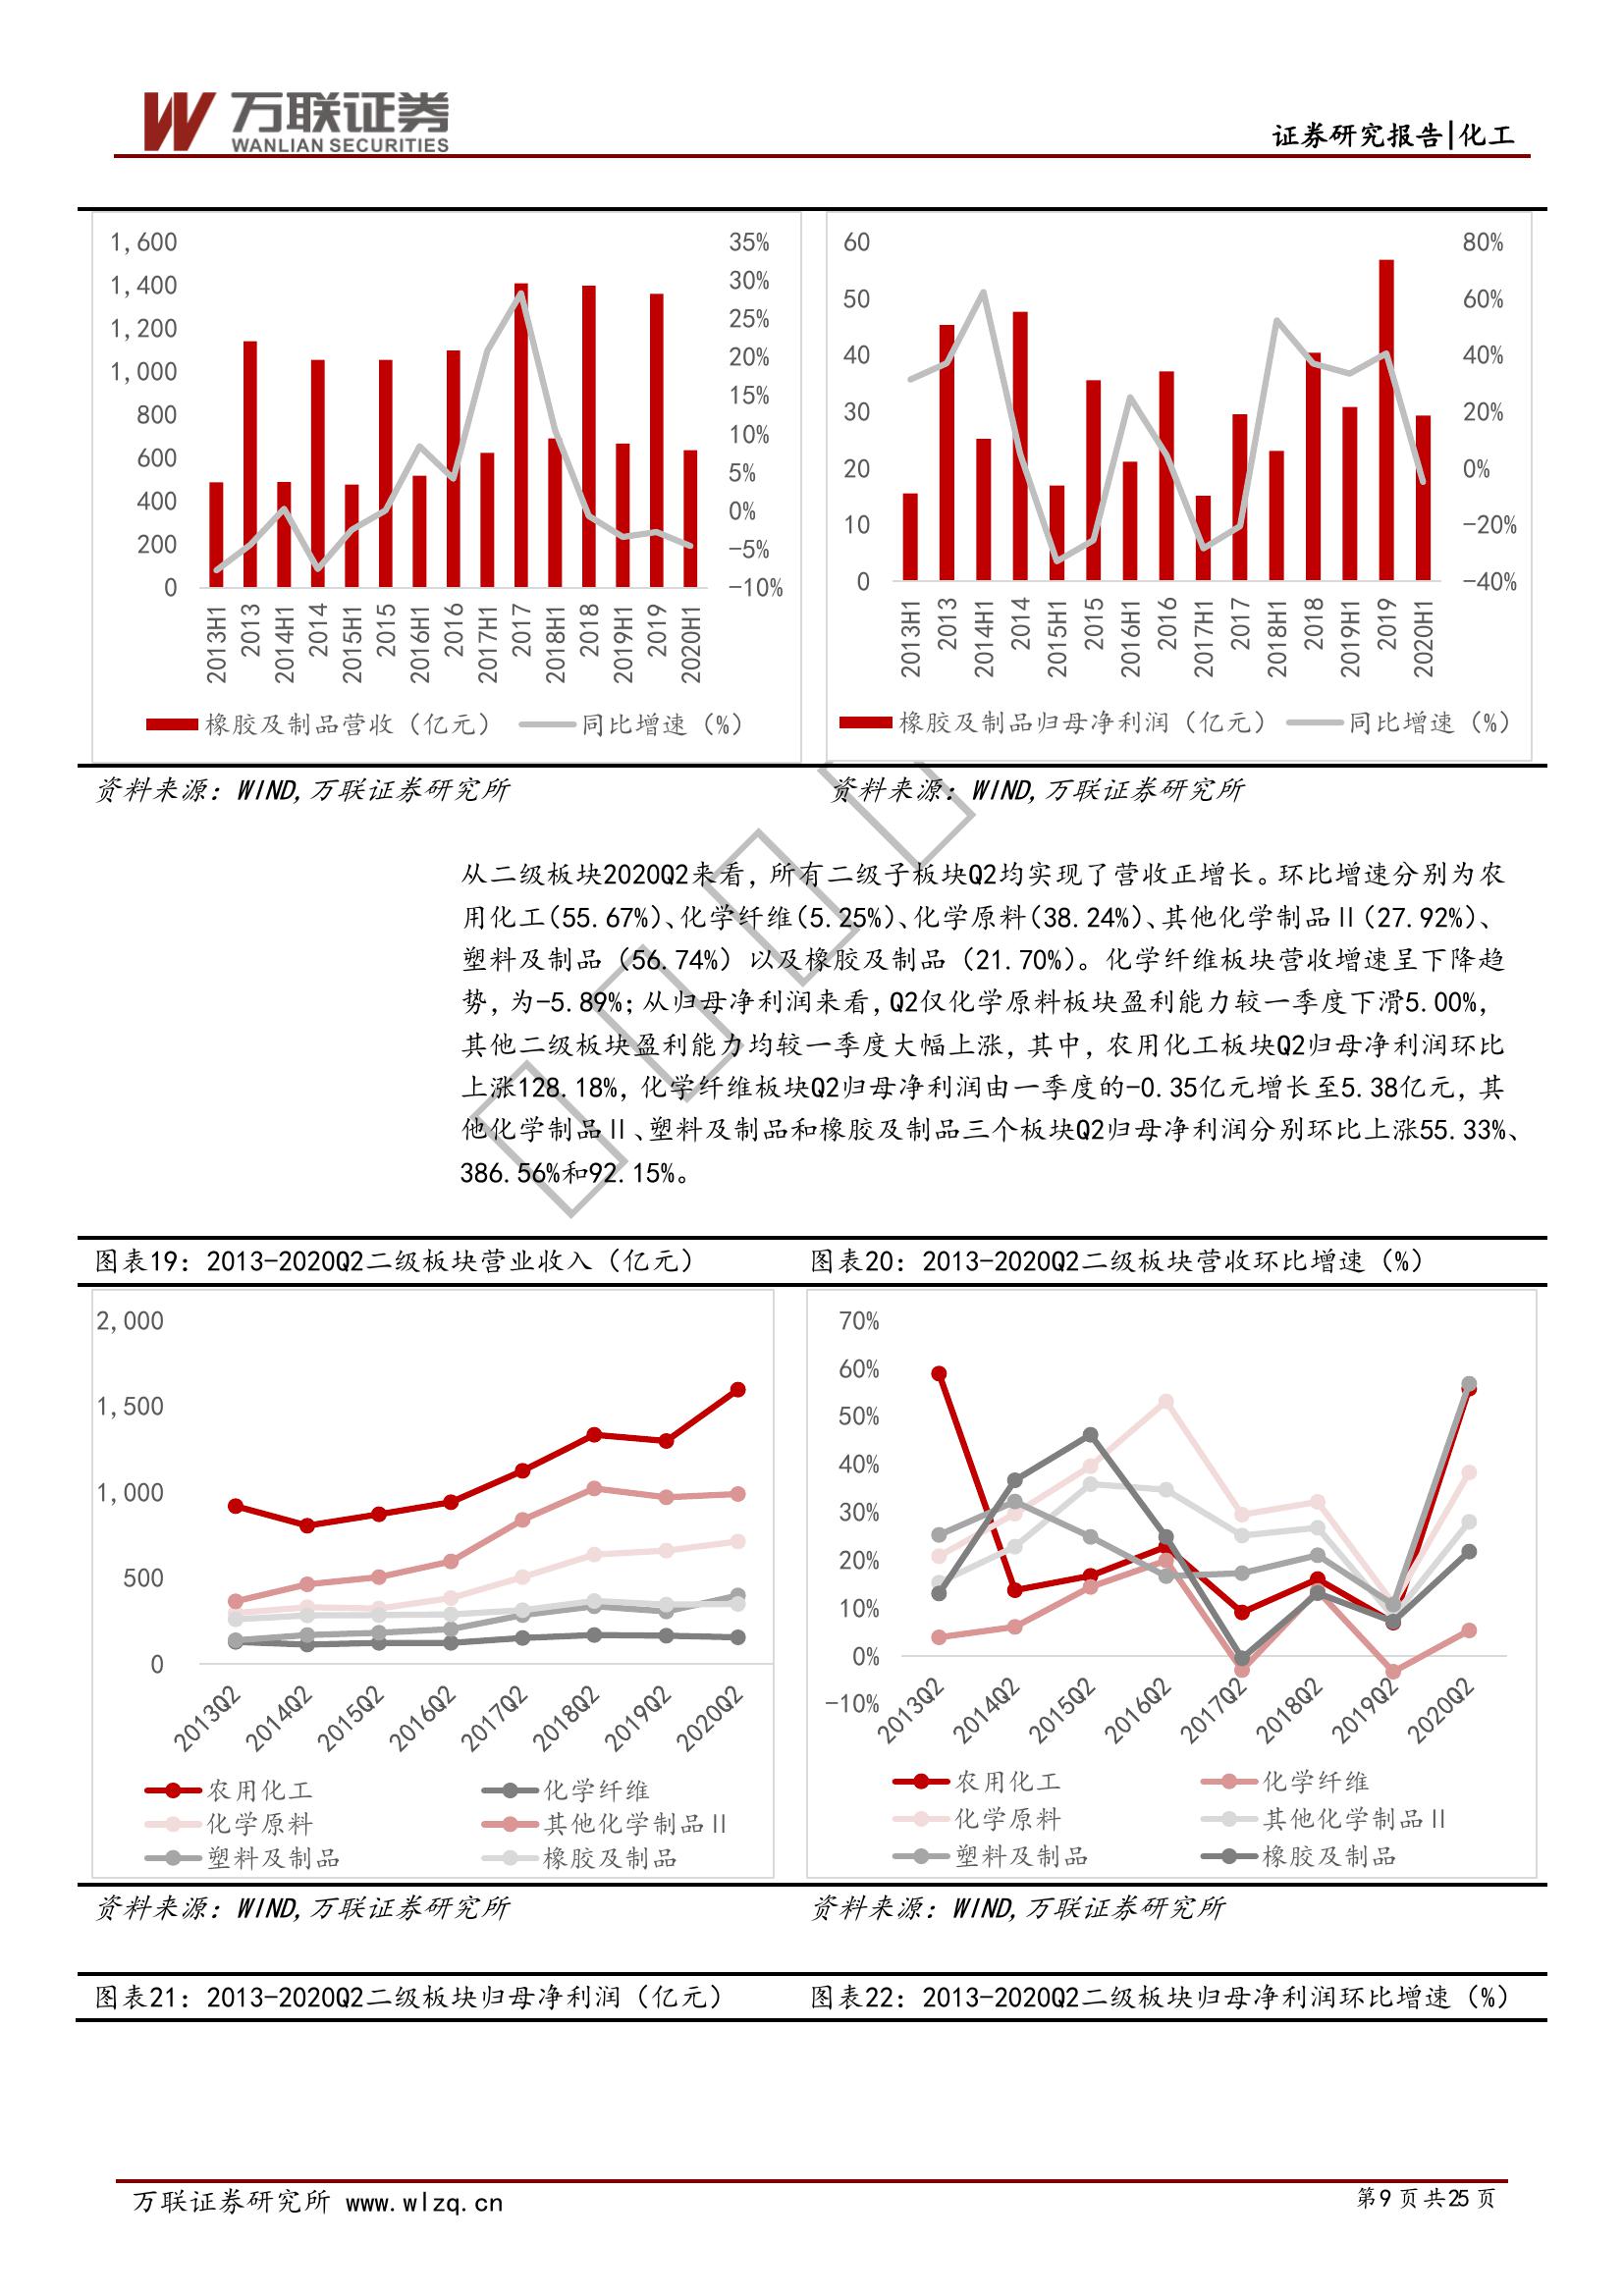 万联证券
WANLIAN SECURITIES
证券研究报告|化工
1,600
1,400
1,200
1,000
800
600
400
200
0
35%
30%
25%
20%
15%
10%
5%
0%
-5%
-10%
2013H1
2013
2014H1
2014
2015H1
2015
2016H1
2016
2017H1
2017
2018H1
2018
2019H1
2019
2020H1
橡胶及制品营收（亿元） 同比增速（%）
60
50
40
30
20
10
0
80%
60%
40%
20%
0%
-20%
-40%
2013H1
2013
2014H1
2014
2015H1
2015
2016H1
2016
2017H1
2017
2018H1
2018
2019H1
2019
2020H1
橡胶及制品归母净利润（亿元） 同比增速（%）
资料来源：WIND,万联证券研究所
资料来源：WIND,万联证券研究所
从二级板块2020Q2来看，所有二级子板块Q2均实现了营收正增长。环比增速分别为农
用化工（55.67%）、化学纤维（5.25%）、化学原料（38.24%）、其他化学制品Ⅱ（27.92%）、
塑料及制品（56.74%）以及橡胶及制品（21.70%）。化学纤维板块营收增速呈下降趋
势，为-5.89%；从归母净利润来看，Q2仅化学原料板块盈利能力较一季度下滑5.00%，
其他二级板块盈利能力均较一季度大幅上涨，其中，农用化工板块Q2归母净利润环比
上涨128.18%，化学纤维板块Q2归母净利润由一季度的-0.35亿元增长至5.38亿元，其
他化学制品Ⅱ、塑料及制品和橡胶及制品三个板块Q2归母净利润分别环比上涨55.33%、
386.56%和92.15%。
图表19：2013-2020Q2二级板块营业收入（亿元）
图表20：2013-2020Q2二级板块营收环比增速（%）
2,000
1,500
1,000
500
0
2013Q2
2014Q2
2015Q2
2016Q2
2017Q2
2018Q2
2019Q2
2020Q2
农用化工 化学纤维
化学原料 其他化学制品Ⅱ
塑料及制品 橡胶及制品
70%
60%
50%
40%
30%
20%
10%
0%
-10%
2013Q2
2014Q2
2015Q2
2016Q2
2017Q2
2018Q2
2019Q2
2020Q2
农用化工 化学纤维
化学原料 其他化学制品Ⅱ
塑料及制品 橡胶及制品
资料来源：WIND,万联证券研究所
资料来源：WIND,万联证券研究所
图表21：2013-2020Q2二级板块归母净利润（亿元）
图表22：2013-2020Q2二级板块归母净利润环比增速（%）
万联证券研究所 www.wlzq.cn
第9页共25页